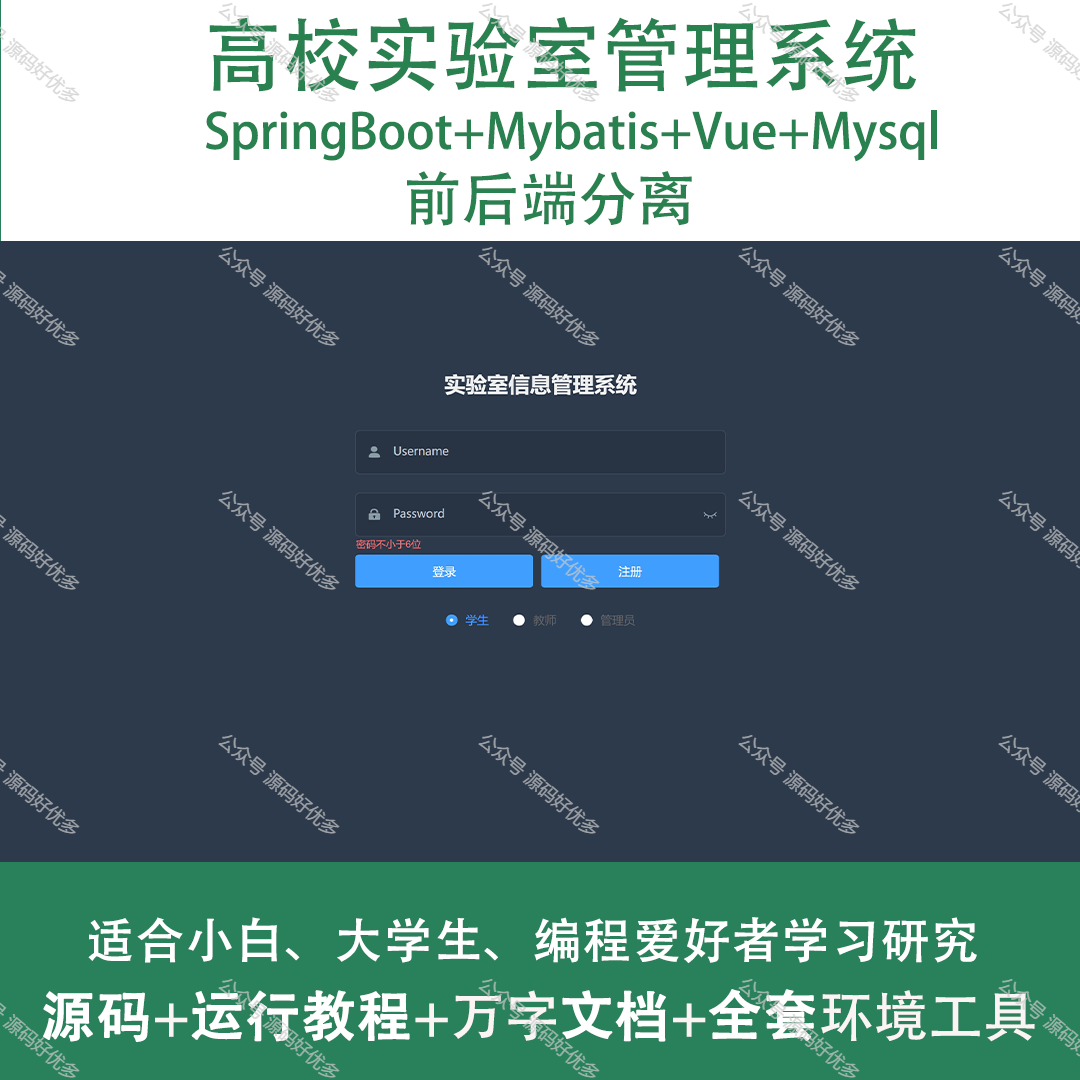 高校实验室管理系统
SpringBoot+Mybatis+Vue+Mysql
前后端分离
实验室信息管理系统
Username
Password
密码不小于6位
登录 注册
学生 教师 管理员
适合小白、大学生、编程爱好者学习研究
源码+运行教程+万字文档+全套环境工具
公众号 源码好优多